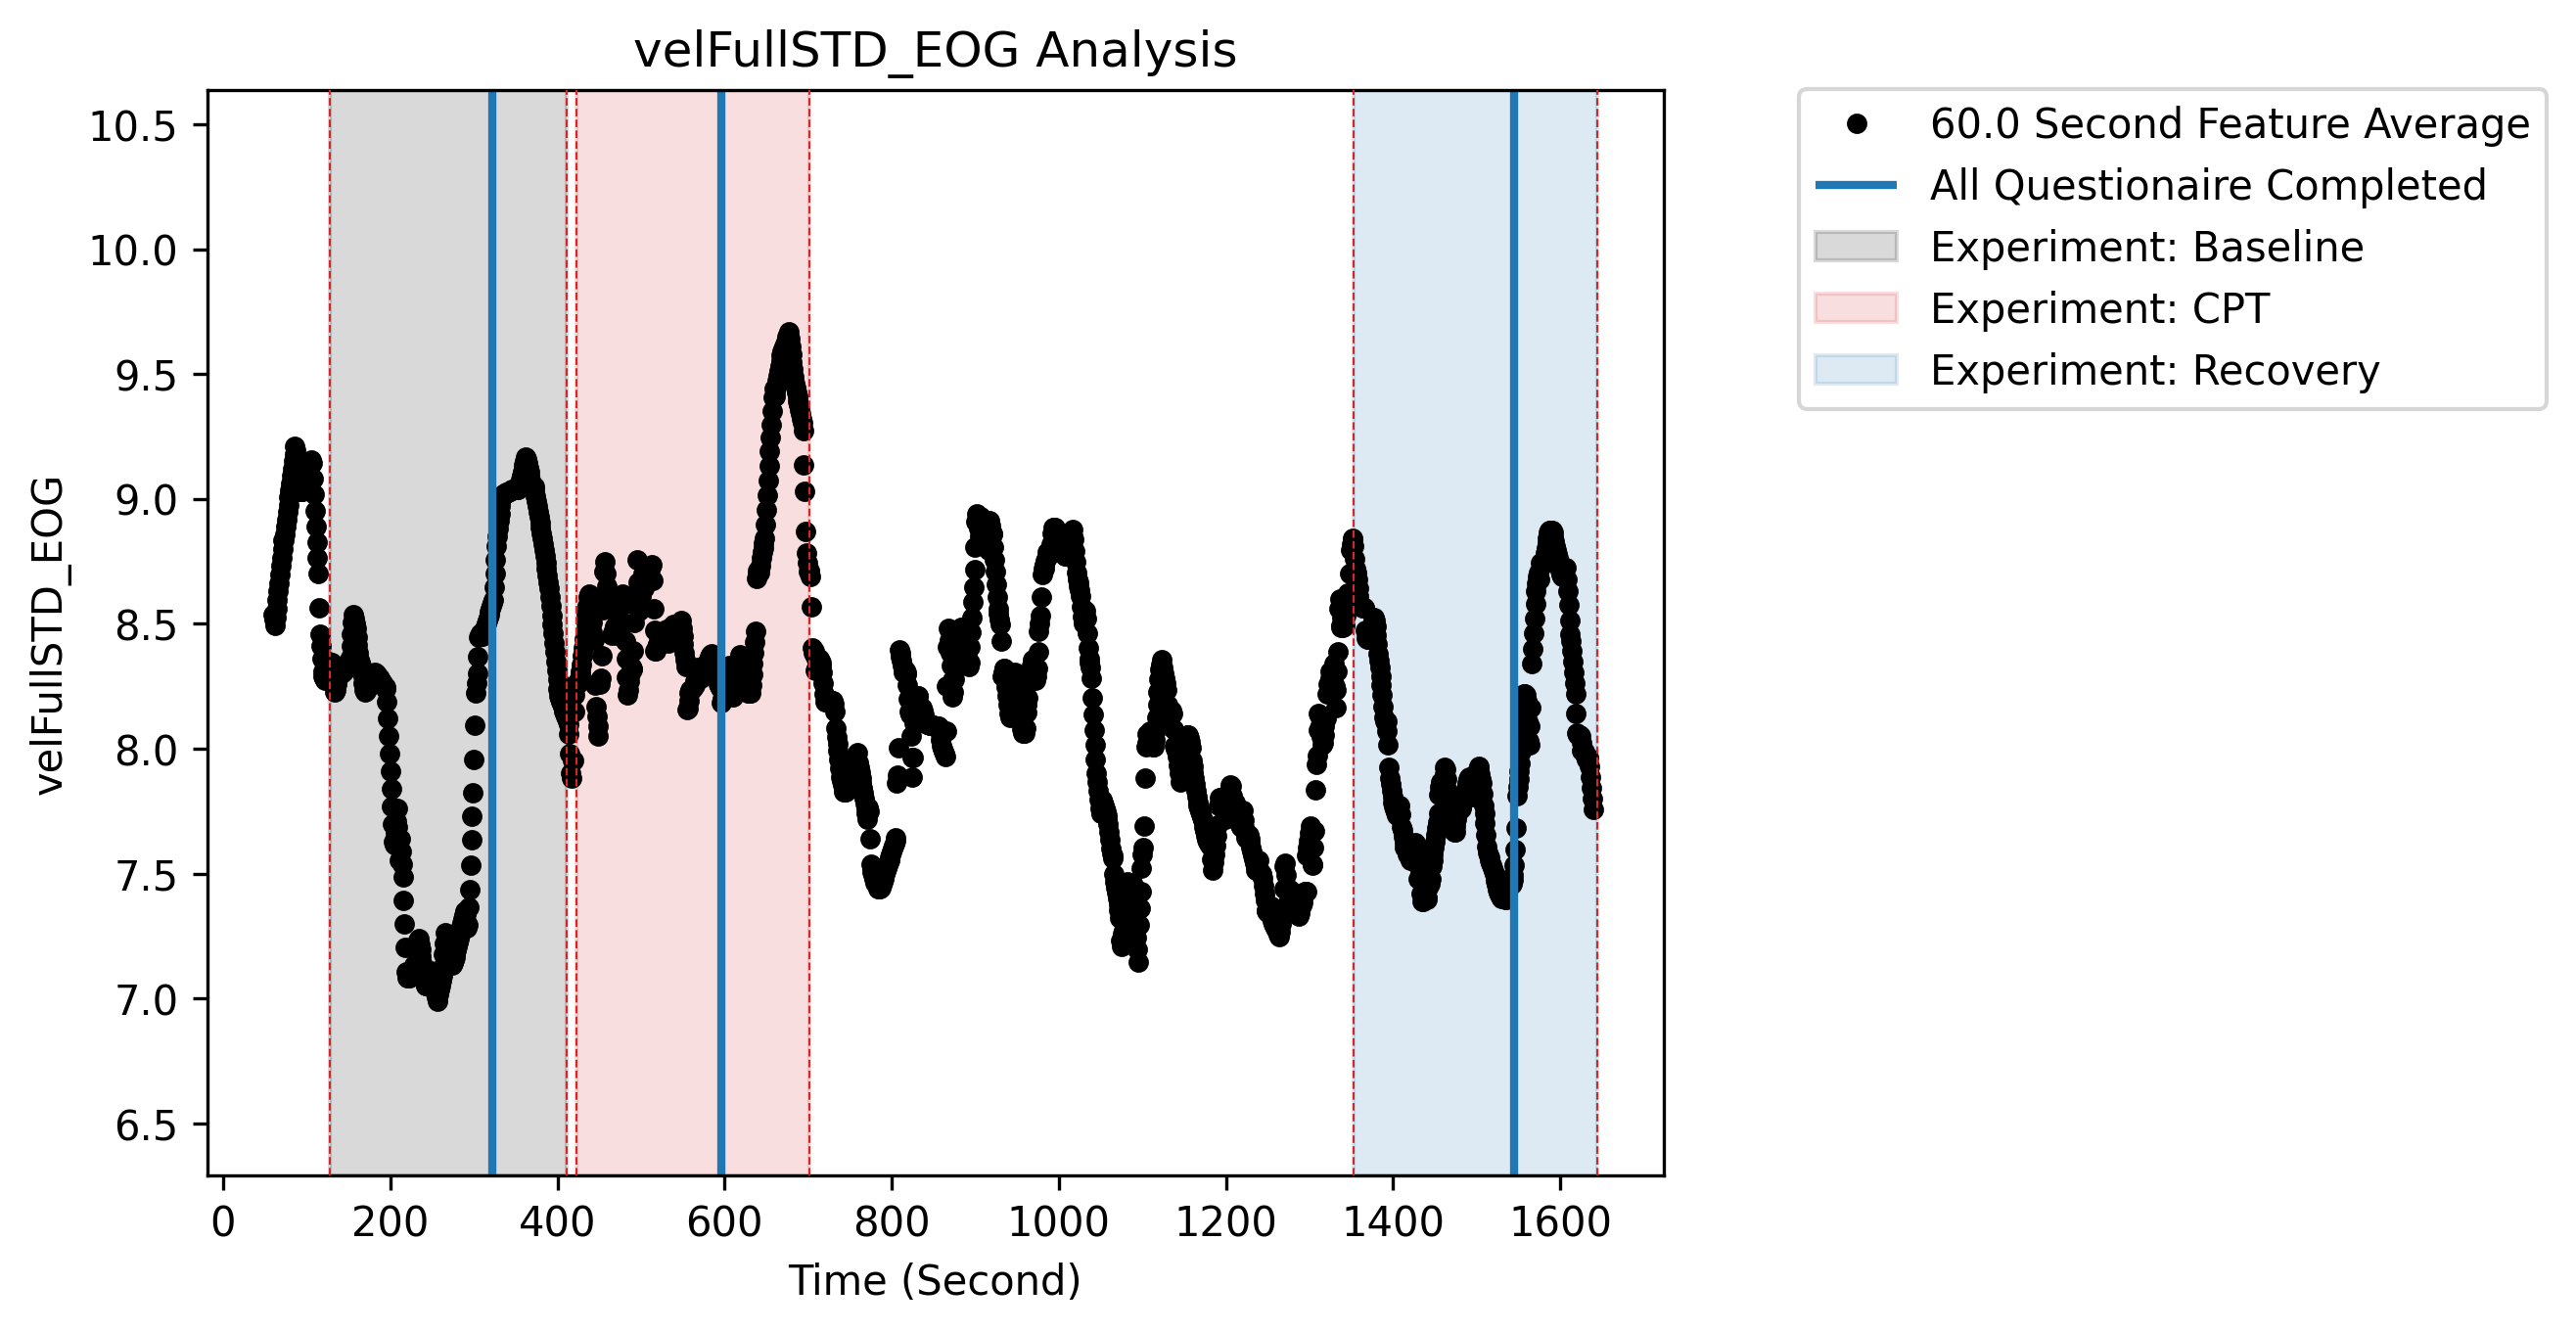 velFullSTD_EOG Analysis
60.0 Second Feature Average
All Questionaire Completed
Experiment: Baseline
Experiment: CPT
Experiment: Recovery
velFullSTD_EOG
10.5
10.0
9.5
9.0
8.5
8.0
7.5
7.0
6.5
0 200 400 600 800 1000 1200 1400 1600
Time (Second)